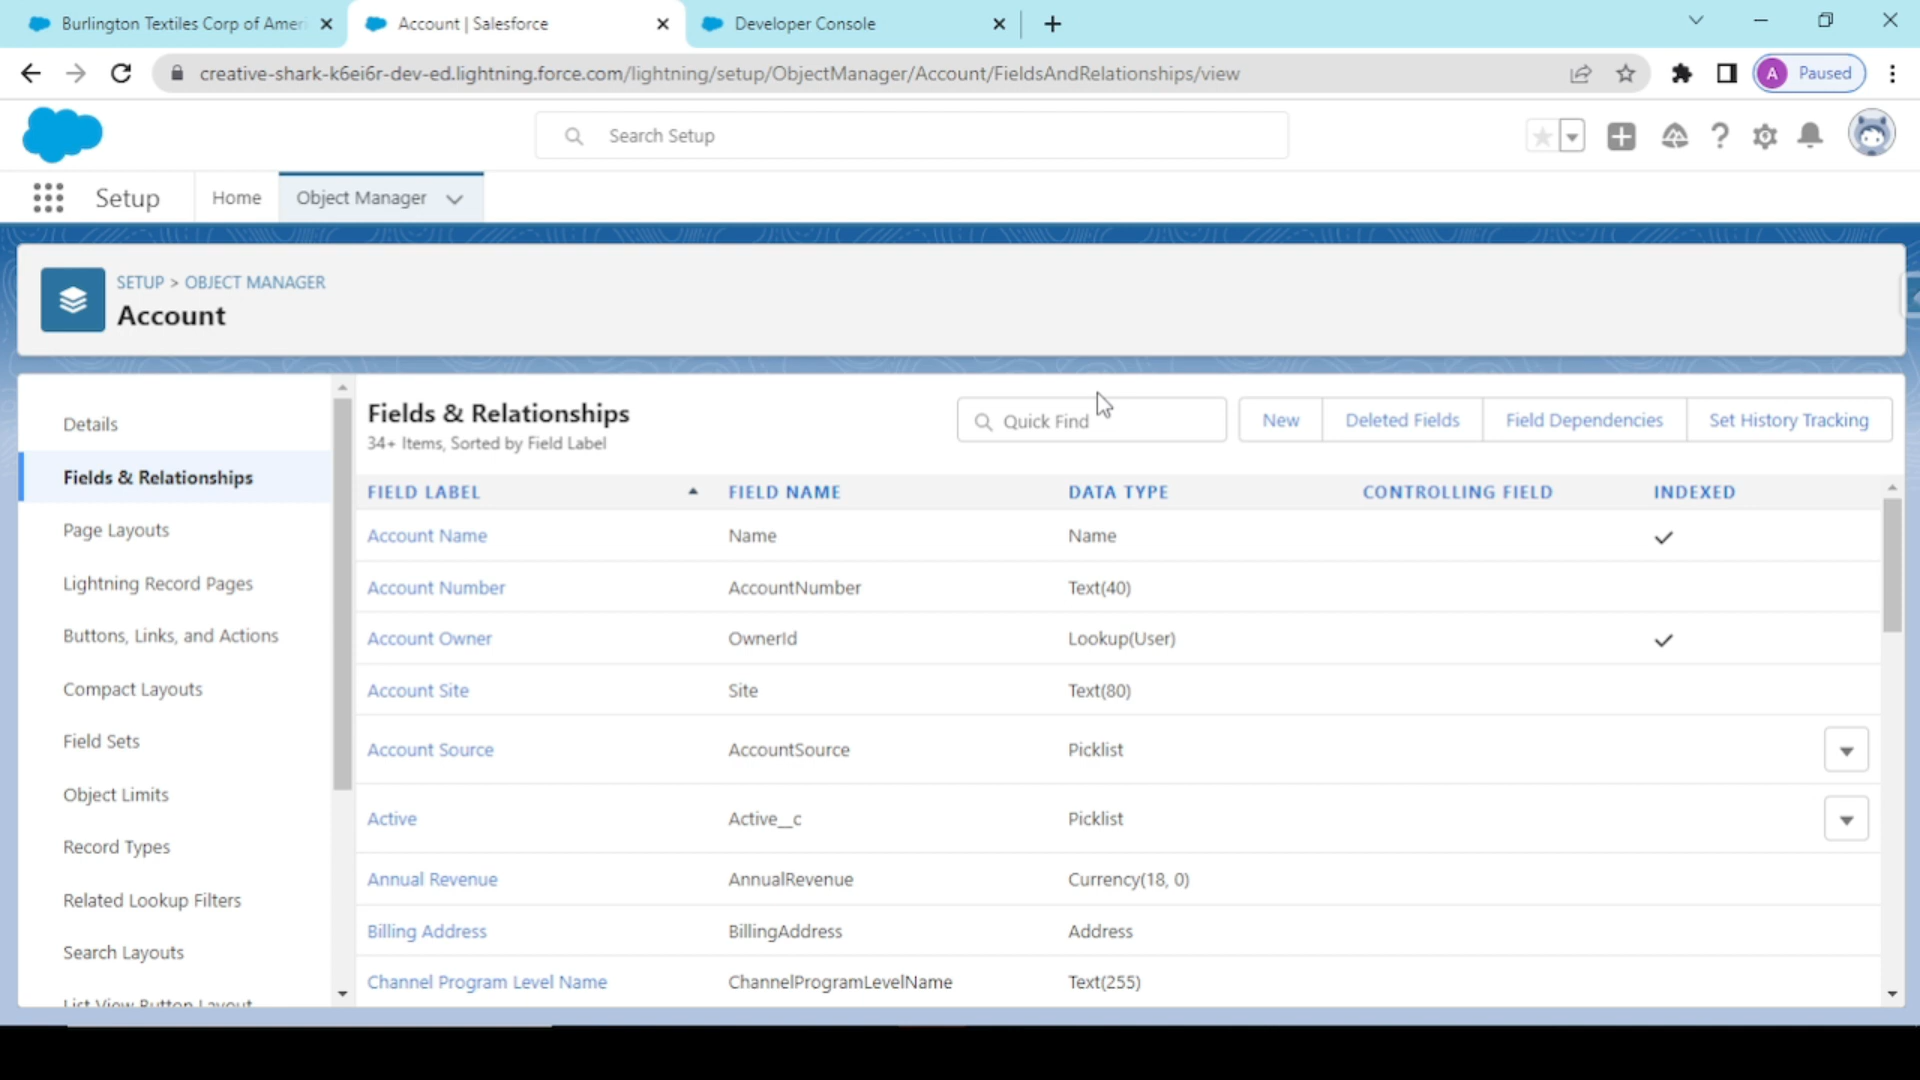 Burlington Textiles Corp of Ameri
Account | Salesforce
Developer Console
creative-shark-k6ei6r-dev-ed.lightning.force.com/lightning/setup/ObjectManager/Account/FieldsAndRelationships/view
A Paused
Search Setup
Setup Home Object Manager
SETUP > OBJECT MANAGER
Account
Details
Fields & Relationships
Page Layouts
Lightning Record Pages
Buttons, Links, and Actions
Compact Layouts
Field Sets
Object Limits
Record Types
Related Lookup Filters
Search Layouts
List View Button Layout
Fields & Relationships
34+ Items, Sorted by Field Label
Quick Find New Deleted Fields Field Dependencies Set History Tracking
FIELD LABEL FIELD NAME DATA TYPE CONTROLLING FIELD INDEXED
Account Name Name Name
Account Number AccountNumber Text(40)
Account Owner OwnerId Lookup(User)
Account Site Site Text(80)
Account Source AccountSource Picklist
Active Active__c Picklist
Annual Revenue AnnualRevenue Currency(18, 0)
Billing Address BillingAddress Address
Channel Program Level Name ChannelProgramLevelName Text(255)